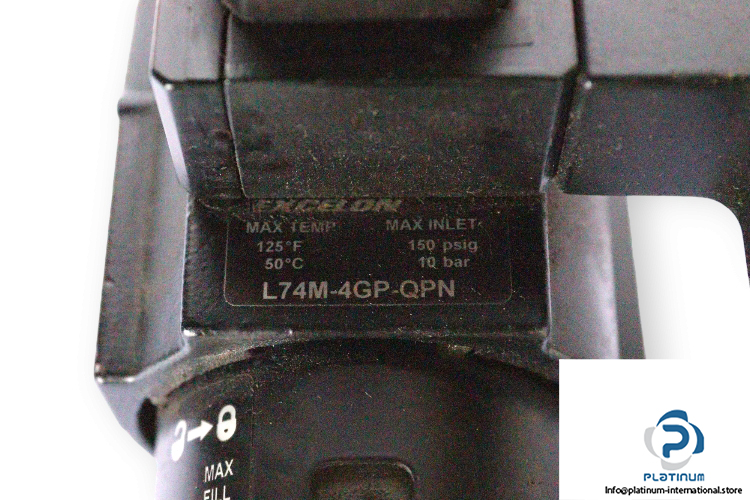 EXCELON
MAX TEMP MAX INLET
125°F 150 psig
50°C 10 bar
L74M-4GP-QPN
MAX
FILL
PLATINUM
Info@platinum-international.store